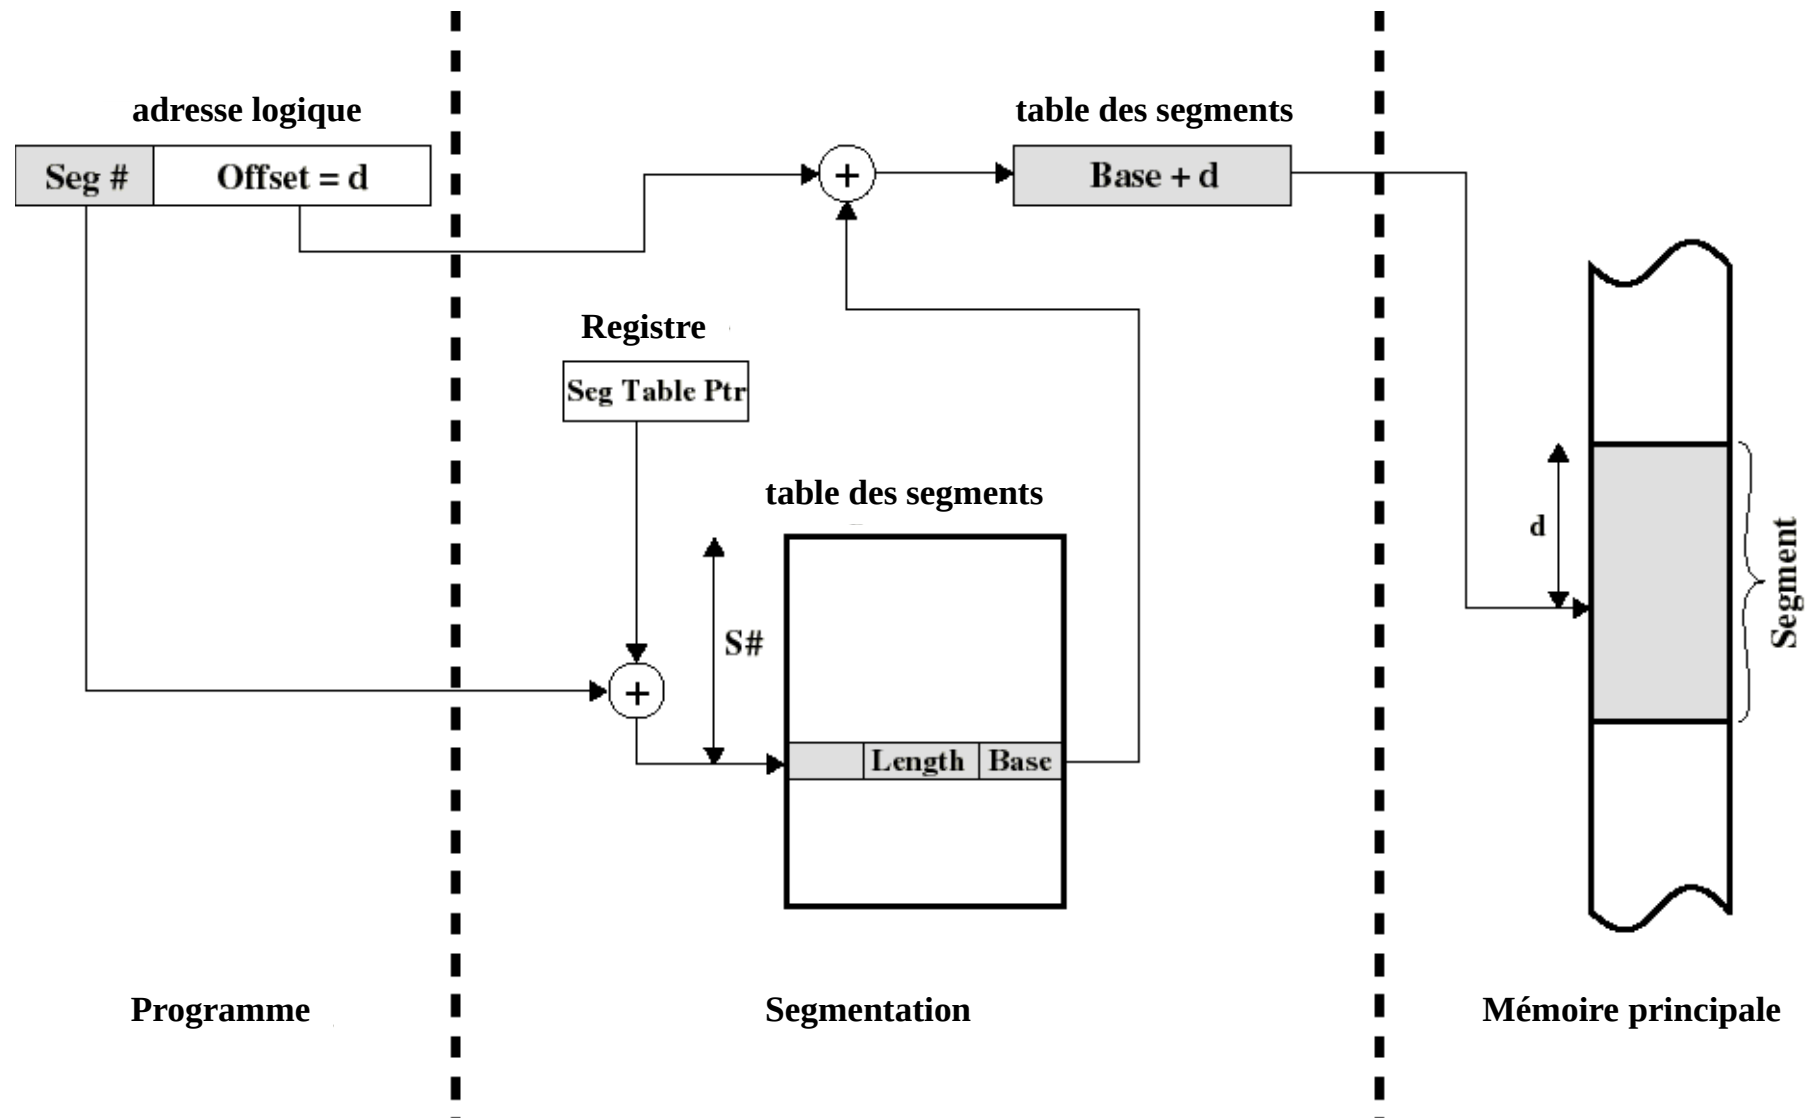 adresse logique
table des segments
Seg #
Offset = d
+
Base + d
Registre
Seg Table Ptr
table des segments
d
Segment
S#
+
Length
Base
Programme
Segmentation
Mémoire principale